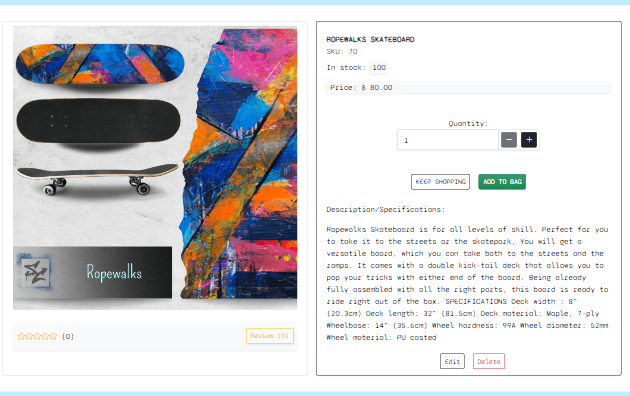 Ropewalks
(0)
Review (0)
ROPEWALKS SKATEBOARD
SKU: 70
In stock: 100
Price: $ 80.00
Quantity:
1
− +
KEEP SHOPPING ADD TO BAG
Description/Specifications:
Ropewalks Skateboard is for all levels of skill. Perfect for you
to take it to the streets or the skatepark. You will get a
versatile board, which you can take both to the streets and the
ramps. It comes with a double kick-tail deck that allows you to
pop your tricks with either end of the board. Being already
fully assembled with all the right parts, this board is ready to
ride right out of the box. SPECIFICATIONS Deck width : 8"
(20.3cm) Deck length: 32" (81.5cm) Deck material: Maple, 7-ply
Wheelbase: 14" (35.6cm) Wheel hardness: 99A Wheel diameter: 52mm
Wheel material: PU casted
Edit Delete